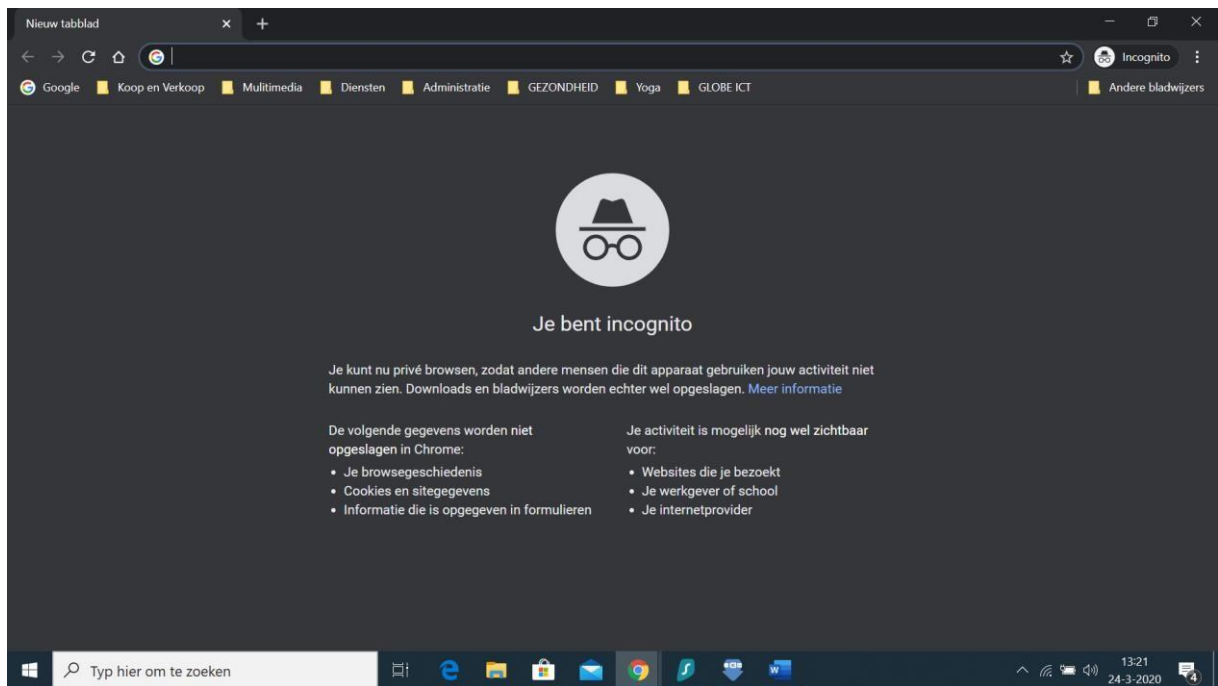 Nieuw tabblad
Incognito
Google Koop en Verkoop Mulitimedia Diensten Administratie GEZONDHEID Yoga GLOBE ICT Andere bladwijzers
Je bent incognito
Je kunt nu privé browsen, zodat andere mensen die dit apparaat gebruiken jouw activiteit niet
kunnen zien. Downloads en bladwijzers worden echter wel opgeslagen. Meer informatie
De volgende gegevens worden niet
opgeslagen in Chrome:
• Je browsegeschiedenis
• Cookies en sitegegevens
• Informatie die is opgegeven in formulieren
Je activiteit is mogelijk nog wel zichtbaar
voor:
• Websites die je bezoekt
• Je werkgever of school
• Je internetprovider
Typ hier om te zoeken
13:21
24-3-2020
4